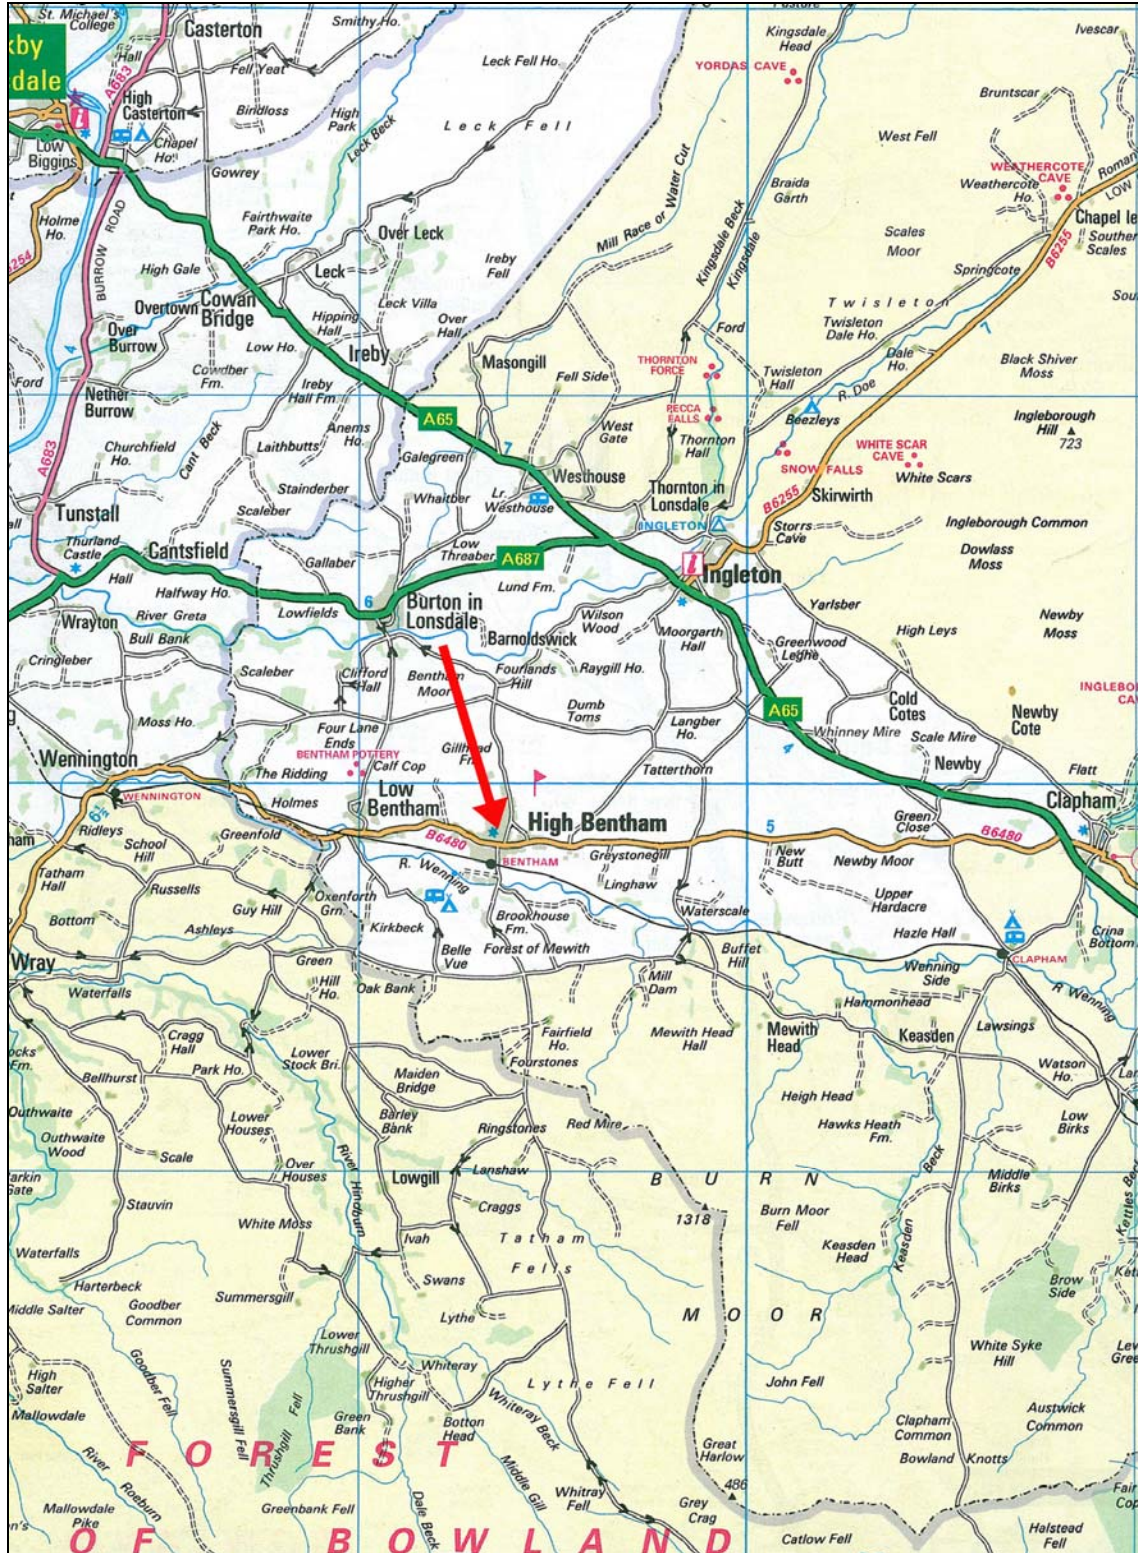 St. Michael's
College
Casterton
Smithy Ho.
Pasture
Kingsdale
Head
Ivescar
kby
dale
Hall
A683
Fell Yeat
Leck Fell Ho.
YORDAS CAVE
Bruntscar
High
Casterton
Bindloss
High
Park
Leck Beck
Leck Fell
West Fell
Low
Biggins
Chapel
Ho.
Gowrey
WEATHERCOTE
CAVE
Weathercote
Ho.
Roman
LOW
Holme
Ho.
BURROW ROAD
Fairthwaite
Park Ho.
Over Leck
Mill Race or Water Cut
Kingsdale Beck
Kingsdale
Braida
Garth
Scales
Moor
B6255
Chapel le
Souther
Scales
High Gale
Leck
Ireby
Fell
Springcote
Overtown
Cowan
Bridge
Leck Villa
Hipping
Hall
Over
Hall
Twisleton
Twisleton
Dale Ho.
Over
Burrow
4
Low Ho.
Ireby
Ford
7
Ford
Cowdber
Fm.
Masongill
THORNTON
FORCE
Dale
Ho.
Black Shiver
Moss
Nether
Burrow
Ireby
Hall Fm.
Fell Side
Twisleton
Hall
R. Doe
A65
PECCA
FALLS
Beezleys
Ingleborough
Hill
723
A683
Churchfield
Ho.
Cant Beck
Laithbutts
Anems
Ho.
Galegreen
West
Gate
Thornton
Hall
WHITE SCAR
CAVE
White Scars
7
Westhouse
SNOW FALLS
Stainderber
Whaitber
Lr.
Westhouse
Thornton in
Lonsdale
B6255
Skirwirth
Tunstall
Scaleber
INGLETON
Storrs
Cave
Ingleborough Common
Thurland
Castle
Cantsfield
Gallaber
Low
Threaber
A687
Dowlass
Moss
Hall
Halfway Ho.
Lowfields
6
Burton in
Lonsdale
Lund Fm.
Ingleton
Wrayton
River Greta
Bull Bank
Wilson
Wood
Yarlsber
Newby
Moss
Barnoldswick
Moorgarth
Hall
High Leys
Greenwood
Leghe
Cringleber
Scaleber
Clifford
Hall
Bentham
Moor
Fourlands
Hill
Raygill Ho.
Cold
Cotes
Moss Ho.
Four Lane
Ends
Dumb
Toms
Langber
Ho.
A65
Newby
Cote
Whinney Mire
Scale Mire
4
Wennington
BENTHAM POTTERY
Calf Cop
Tatterthorn
Newby
Flatt
The Ridding
Low
Bentham
WENNINGTON
Holmes
Clapham
Ridleys
School
Hill
Greenfold
B6480
High Bentham
5
Green
Close
B6480
BENTHAM
Greystonegill
New
Butt
Newby Moor
Tatham
Hall
Russells
R. Wenning
Linghaw
Oxenforth
Grn.
Upper
Hardacre
Bottom
Guy Hill
Brookhouse
Fm.
Waterscale
Kirkbeck
Ashleys
Hazle Hall
Crina
Bottom
Wray
Green
Belle
Vue
Forest of Mewith
Buffet
Hill
CLAPHAM
Wenning
Side
Hill
Ho.
Oak Bank
Mill
Dam
Waterfalls
Hammonhead
R Wenning
Cragg
Hall
Fairfield
Ho.
Mewith Head
Hall
Mewith
Head
Keasden
Lawsings
Lower
Stock Bri.
Fourstones
Park Ho.
Maiden
Bridge
Watson
Ho.
Bellhurst
Heigh Head
Outhwaite
Lower
Houses
Barley
Bank
Ringstones
Red Mire
Hawks Heath
Fm.
Low
Birks
Outhwaite
Wood
Scale
River Hindburn
Over
Houses
Lowgill
Lanshaw
Beck
Middle
Birks
Kettles Beck
BURN
Stauvin
Craggs
1318
Burn Moor
Fell
White Moss
Ivah
Tatham
Fells
Keasden
Head
Keasden
Waterfalls
Swans
Harterbeck
Summersgill
Brow
Side
Middle Salter
Goodber
Common
Lythe
MOOR
Lower
Thrushgill
White Syke
Hill
High
Salter
Goodber Fell
Summersgill Fell
Whiteray
Higher
Thrushgill
Lythe Fell
John Fell
Mallowdale
Thrushgill Fell
Green
Bank
Botton
Head
Whiteray Beck
Austwick
Common
Clapham
Common
FOREST
Great
Harlow
Bowland Knotts
River Roeburn
Middle Gill
486
Whitray
Fell
Mallowdale
Pike
Greenbank Fell
Dale Beck
Grey
Crag
OF BOWLAND
Catlow Fell
Halstead
Fell